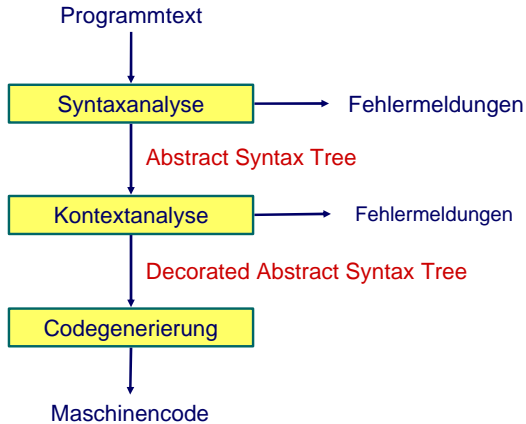 Programmtext
Syntaxanalyse
Fehlermeldungen
Abstract Syntax Tree
Kontextanalyse
Fehlermeldungen
Decorated Abstract Syntax Tree
Codegenerierung
Maschinencode